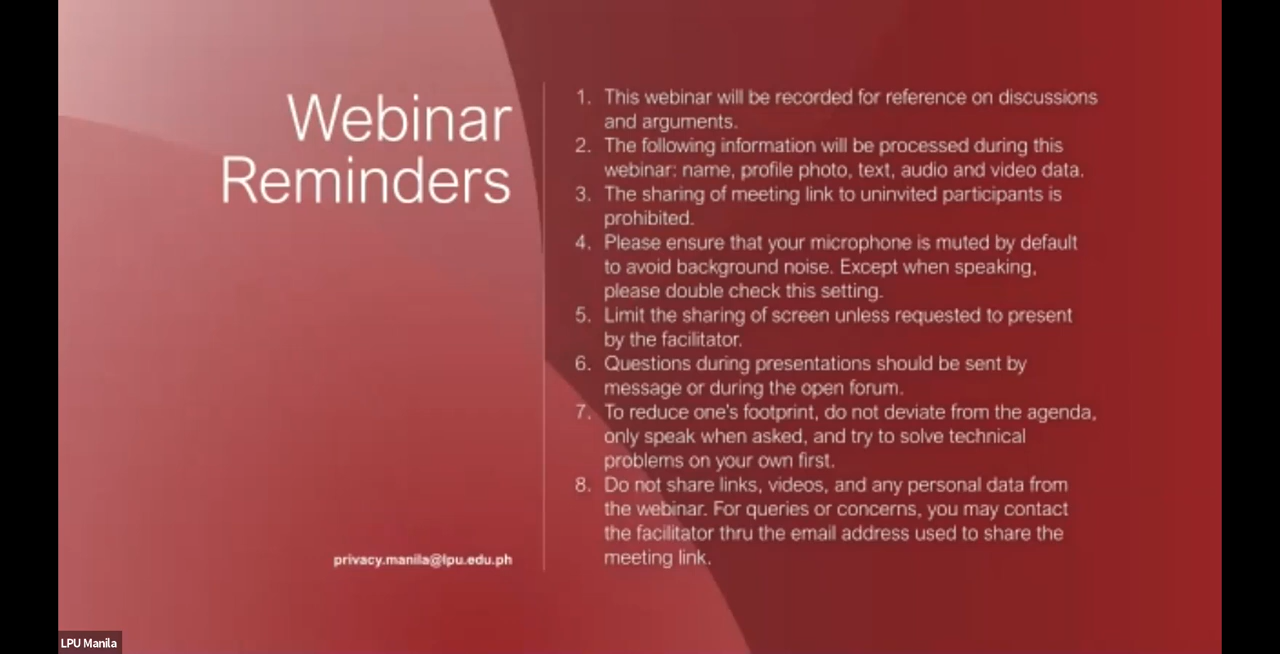 Webinar
Reminders
1. This webinar will be recorded for reference on discussions
and arguments.
2. The following information will be processed during this
webinar: name, profile photo, text, audio and video data.
3. The sharing of meeting link to uninvited participants is
prohibited.
4. Please ensure that your microphone is muted by default
to avoid background noise. Except when speaking,
please double check this setting.
5. Limit the sharing of screen unless requested to present
by the facilitator.
6. Questions during presentations should be sent by
message or during the open forum.
7. To reduce one's footprint, do not deviate from the agenda,
only speak when asked, and try to solve technical
problems on your own first.
8. Do not share links, videos, and any personal data from
the webinar. For queries or concerns, you may contact
the facilitator thru the email address used to share the
meeting link.
privacy.manila@lpu.edu.ph
LPU Manila